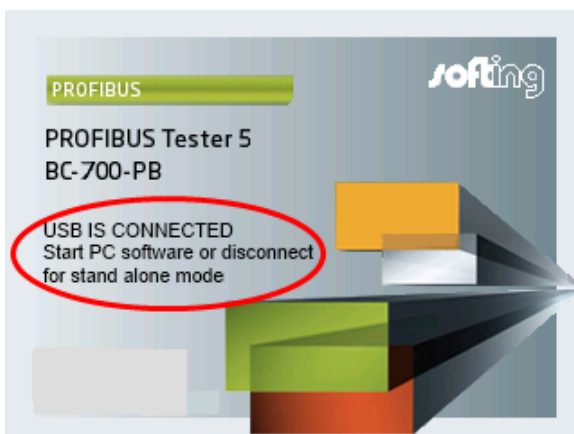 softing
PROFIBUS
PROFIBUS Tester 5
BC-700-PB
USB IS CONNECTED
Start PC software or disconnect
for stand alone mode